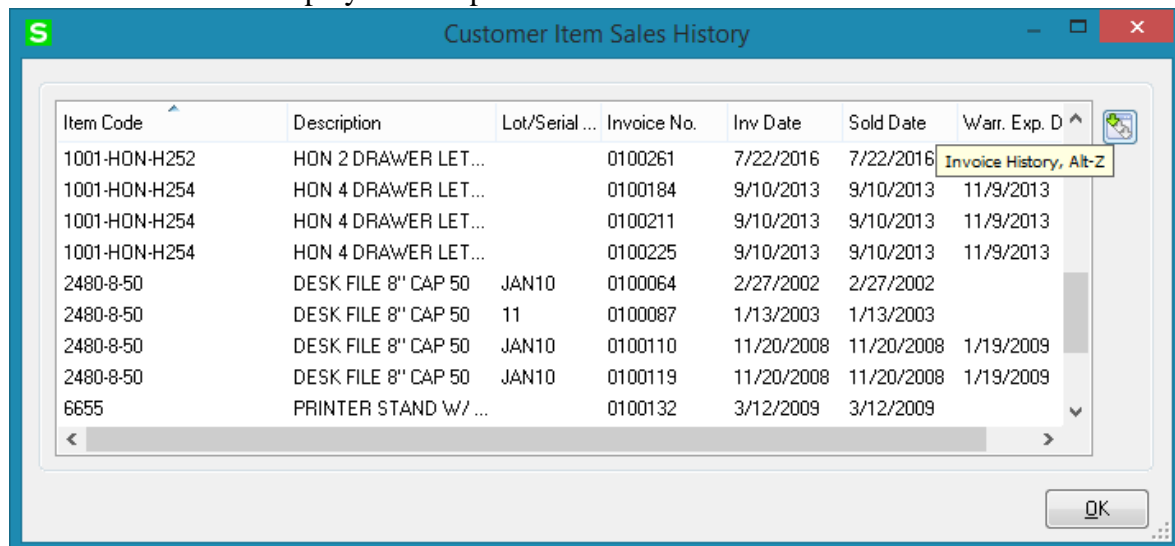 S Customer Item Sales History
Item Code Description Lot/Serial ... Invoice No. Inv Date Sold Date Warr. Exp. D
1001-HON-H252 HON 2 DRAWER LET... 0100261 7/22/2016 7/22/2016
Invoice History, Alt-Z
1001-HON-H254 HON 4 DRAWER LET... 0100184 9/10/2013 9/10/2013 11/9/2013
1001-HON-H254 HON 4 DRAWER LET... 0100211 9/10/2013 9/10/2013 11/9/2013
1001-HON-H254 HON 4 DRAWER LET... 0100225 9/10/2013 9/10/2013 11/9/2013
2480-8-50 DESK FILE 8" CAP 50 JAN10 0100064 2/27/2002 2/27/2002
2480-8-50 DESK FILE 8" CAP 50 11 0100087 1/13/2003 1/13/2003
2480-8-50 DESK FILE 8" CAP 50 JAN10 0100110 11/20/2008 11/20/2008 1/19/2009
2480-8-50 DESK FILE 8" CAP 50 JAN10 0100119 11/20/2008 11/20/2008 1/19/2009
6655 PRINTER STAND W/ ... 0100132 3/12/2009 3/12/2009
OK